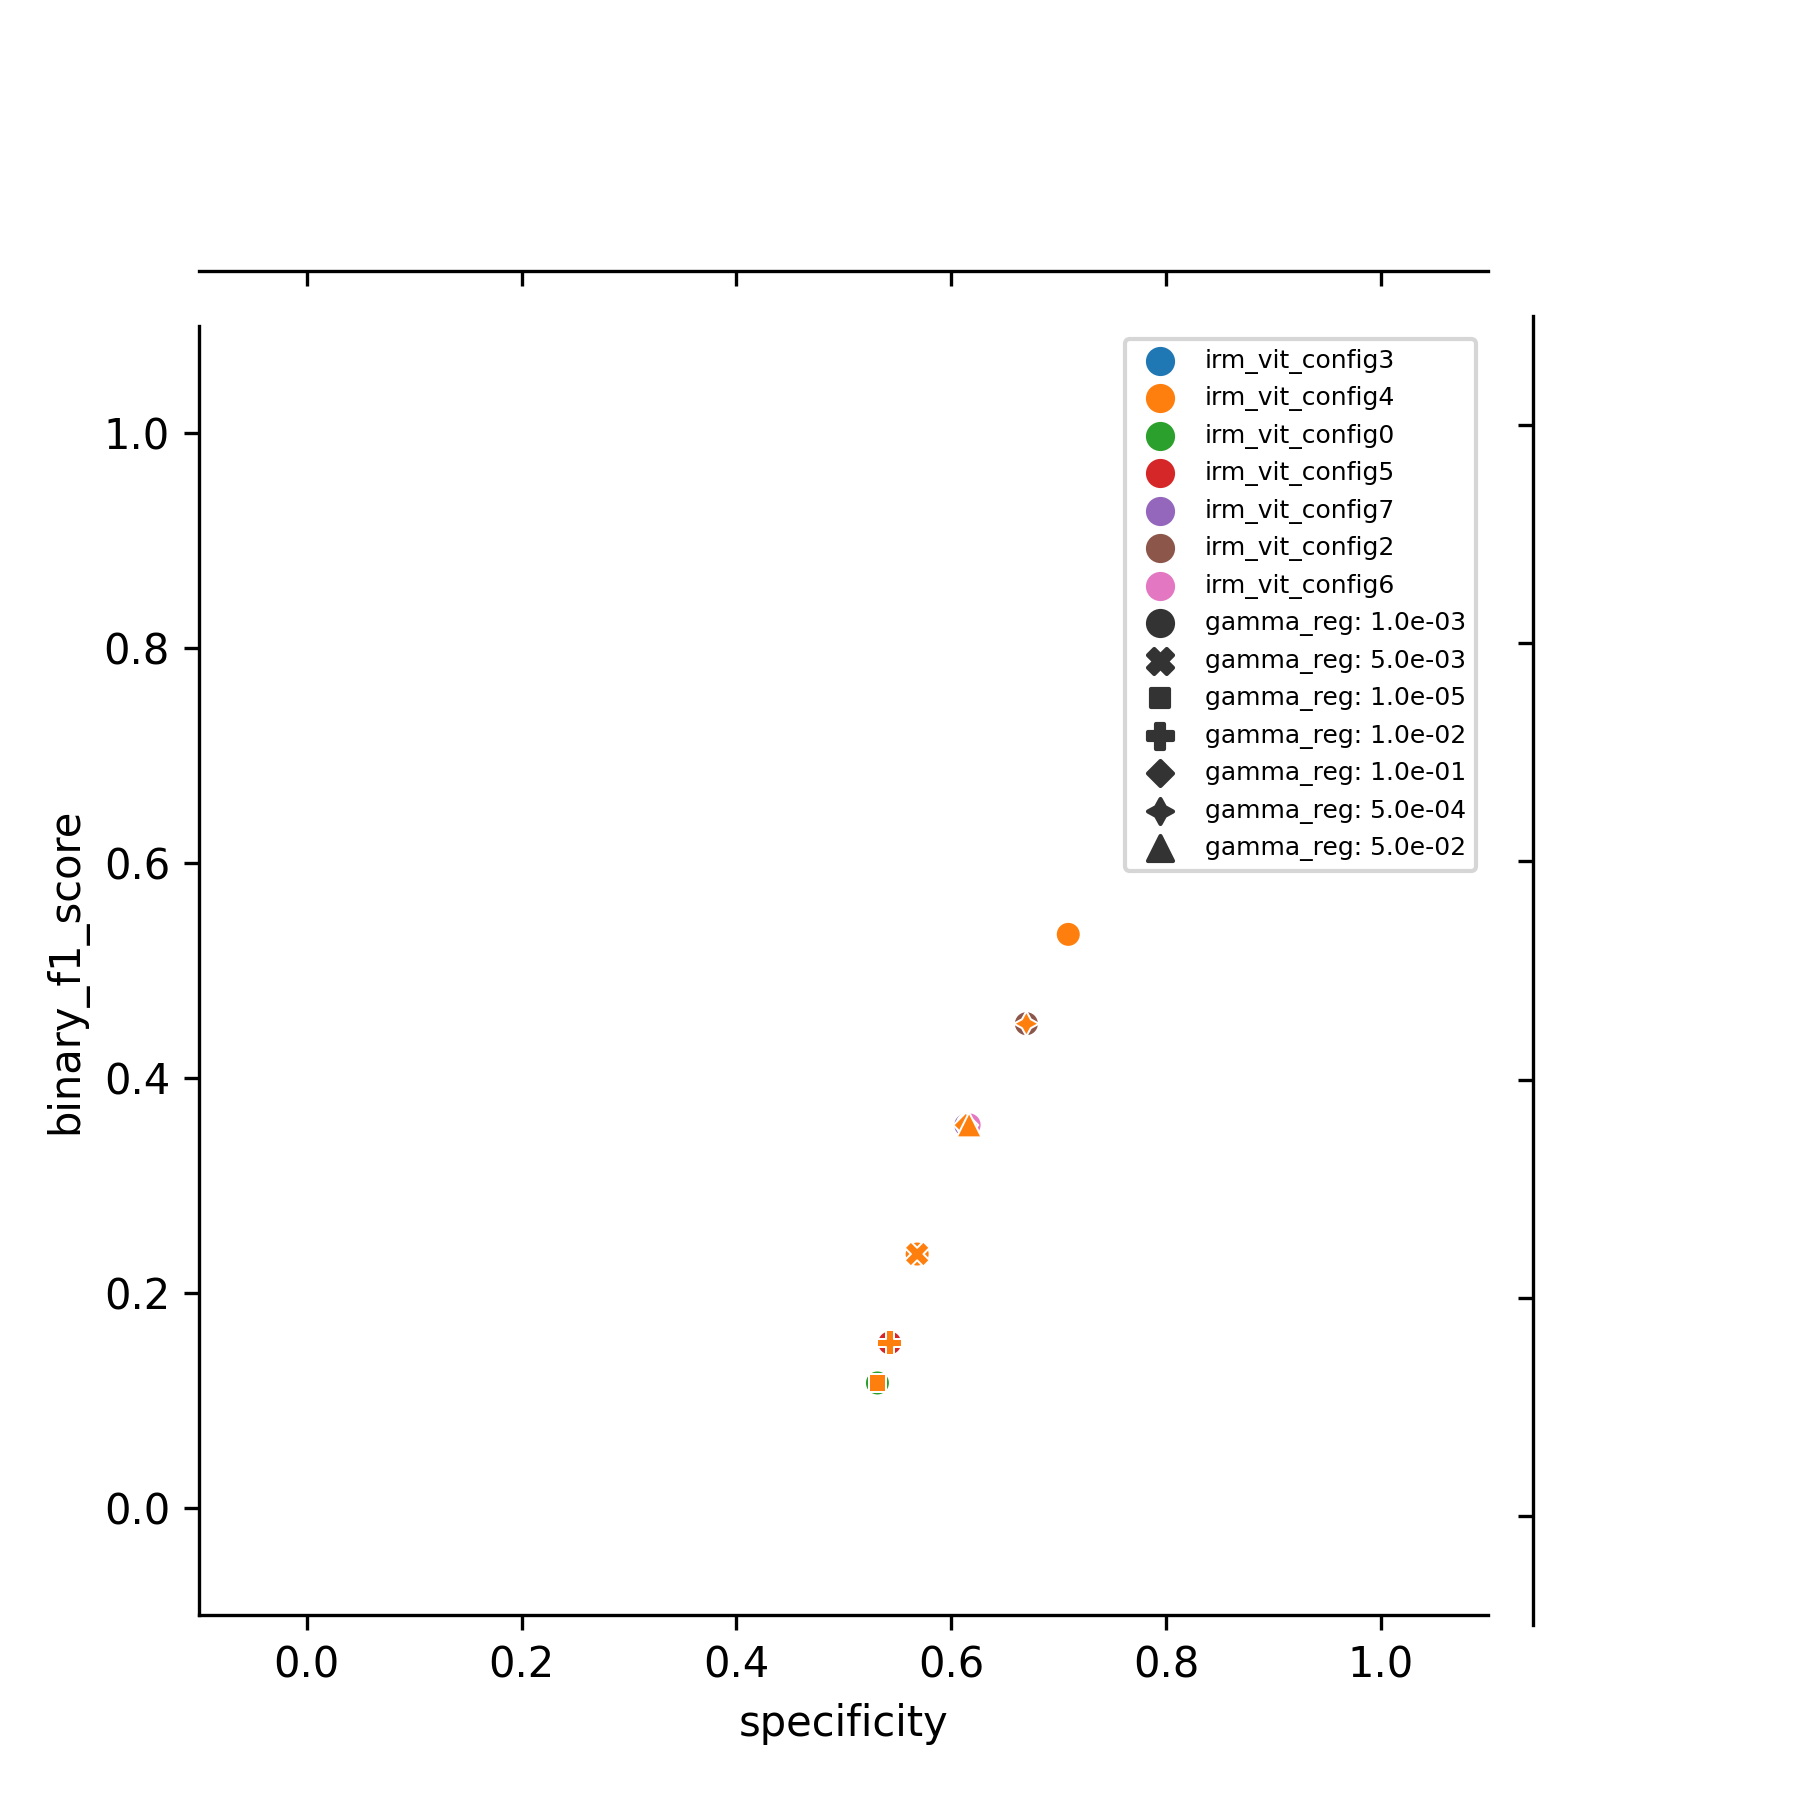 irm_vit_config3
irm_vit_config4
irm_vit_config0
irm_vit_config5
irm_vit_config7
irm_vit_config2
irm_vit_config6
gamma_reg: 1.0e-03
gamma_reg: 5.0e-03
gamma_reg: 1.0e-05
gamma_reg: 1.0e-02
gamma_reg: 1.0e-01
gamma_reg: 5.0e-04
gamma_reg: 5.0e-02
1.0
0.8
0.6
0.4
0.2
0.0
binary_f1_score
0.0 0.2 0.4 0.6 0.8 1.0
specificity